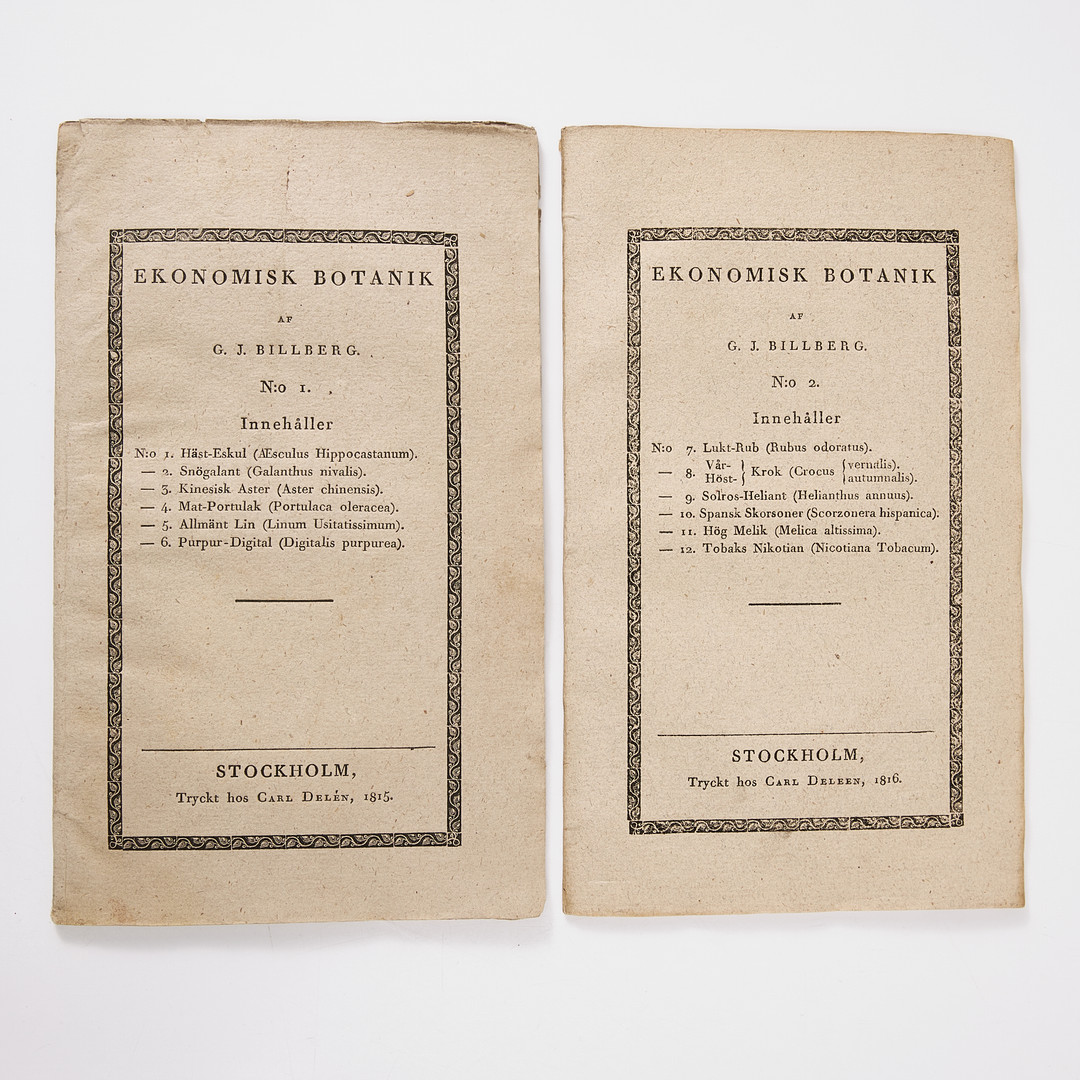 EKONOMISK BOTANIK
AF
G. J. BILLBERG.
N:o 1.
Innehåller
N:o 1. Häst-Eskul (Æsculus Hippocastanum).
— 2. Snögalant (Galanthus nivalis).
— 3. Kinesisk Aster (Aster chinensis).
— 4. Mat-Portulak (Portulaca oleracea).
— 5. Allmänt Lin (Linum Usitatissimum).
— 6. Purpur-Digital (Digitalis purpurea).
STOCKHOLM,
Tryckt hos CARL DELÉN, 1815.
EKONOMISK BOTANIK
AF
G. J. BILLBERG.
N:o 2.
Innehåller
N:o 7. Lukt-Rub (Rubus odoratus).
— 8. Vår- Höst- } Krok (Crocus { vernalis). autumnalis).
— 9. Solros-Heliant (Helianthus annuus).
— 10. Spansk Skorsoner (Scorzonera hispanica).
— 11. Hög Melik (Melica altissima).
— 12. Tobaks Nikotian (Nicotiana Tobacum).
STOCKHOLM,
Tryckt hos CARL DELEEN, 1816.